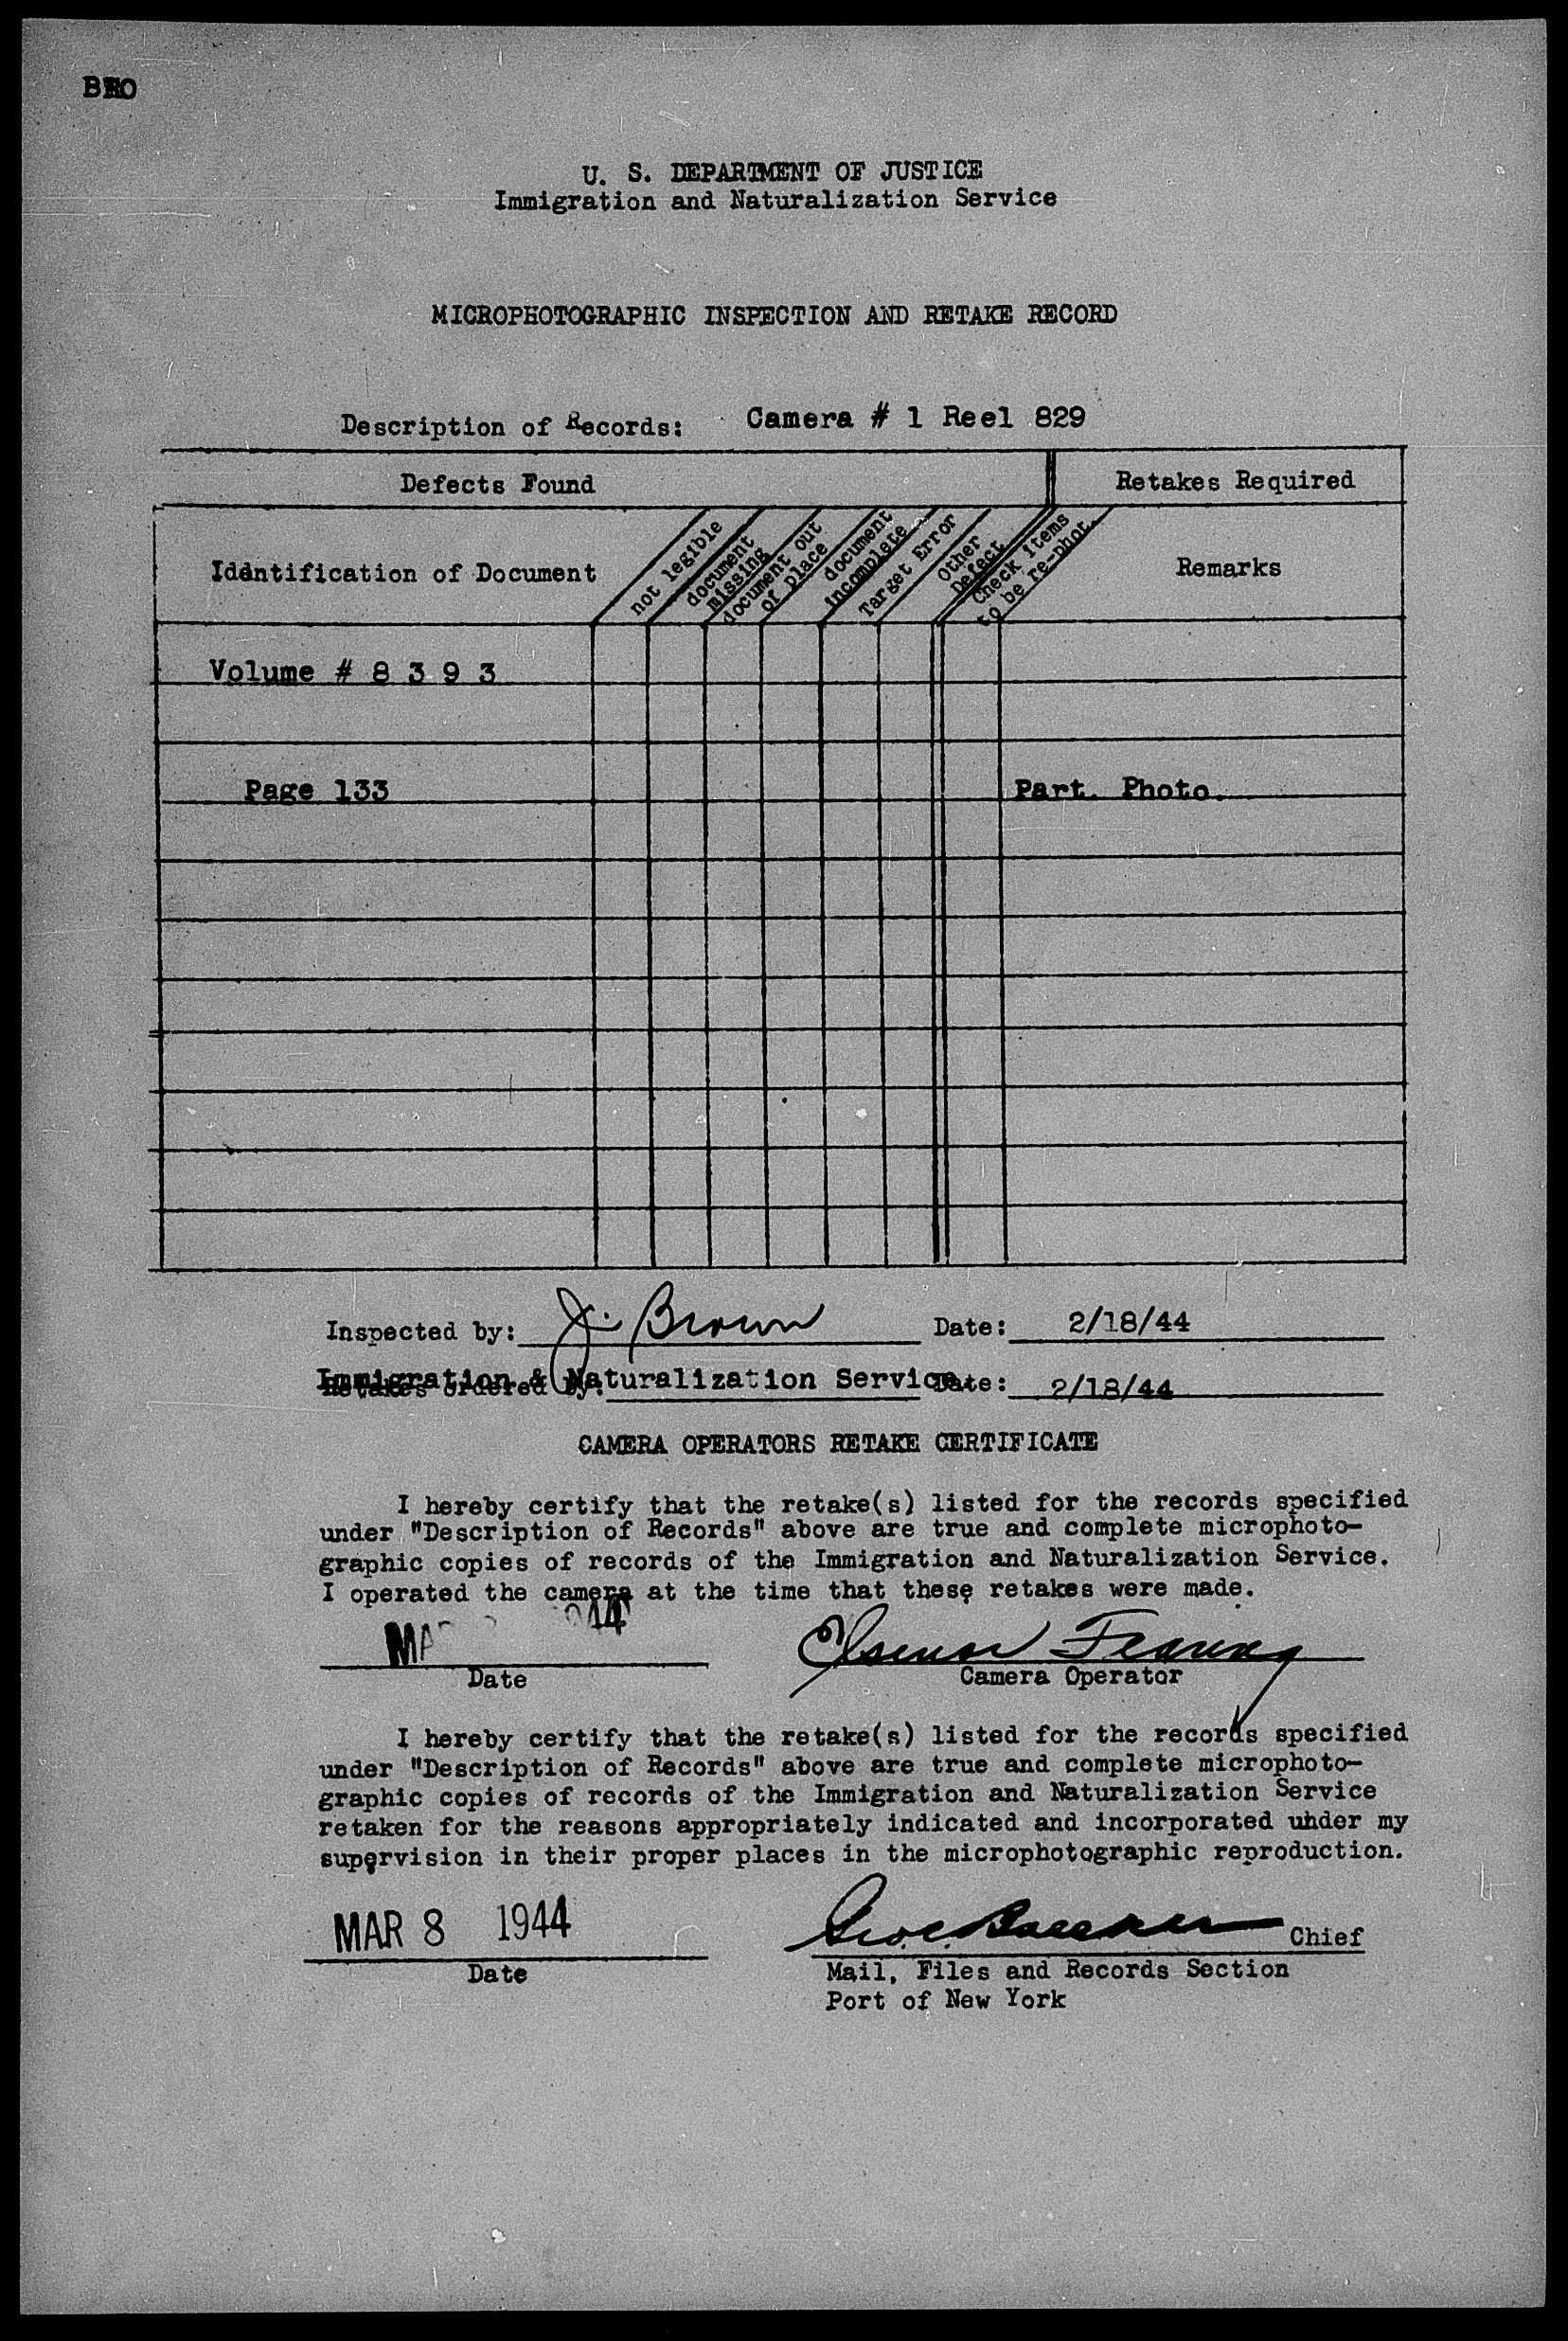 U. S. DEPARTMENT OF JUSTICE
Immigration and Naturalization Service
MICROPHOTOGRAPHIC INSPECTION AND RETAKE RECORD
Description of Records: Camera # 1 Reel 829
Defects Found Retakes Required
Idéntification of Document
not legible
document missing
document out of place
document incomplete
Target Error
Other Defect
Check items to be re-phot.
Remarks
Volume # 8 3 9 3
Page 133 Part. Photo.
Inspected by: J. Brown Date: 2/18/44
Immigration & Naturalization Service.
Retakes ordered by: Date: 2/18/44
CAMERA OPERATORS RETAKE CERTIFICATE
I hereby certify that the retake(s) listed for the records specified
under "Description of Records" above are true and complete microphoto-
graphic copies of records of the Immigration and Naturalization Service.
I operated the camera at the time that these retakes were made.
Date Camera Operator
I hereby certify that the retake(s) listed for the records specified
under "Description of Records" above are true and complete microphoto-
graphic copies of records of the Immigration and Naturalization Service
retaken for the reasons appropriately indicated and incorporated under my
supervision in their proper places in the microphotographic reproduction.
MAR 8 1944 Chief
Date Mail, Files and Records Section
Port of New York